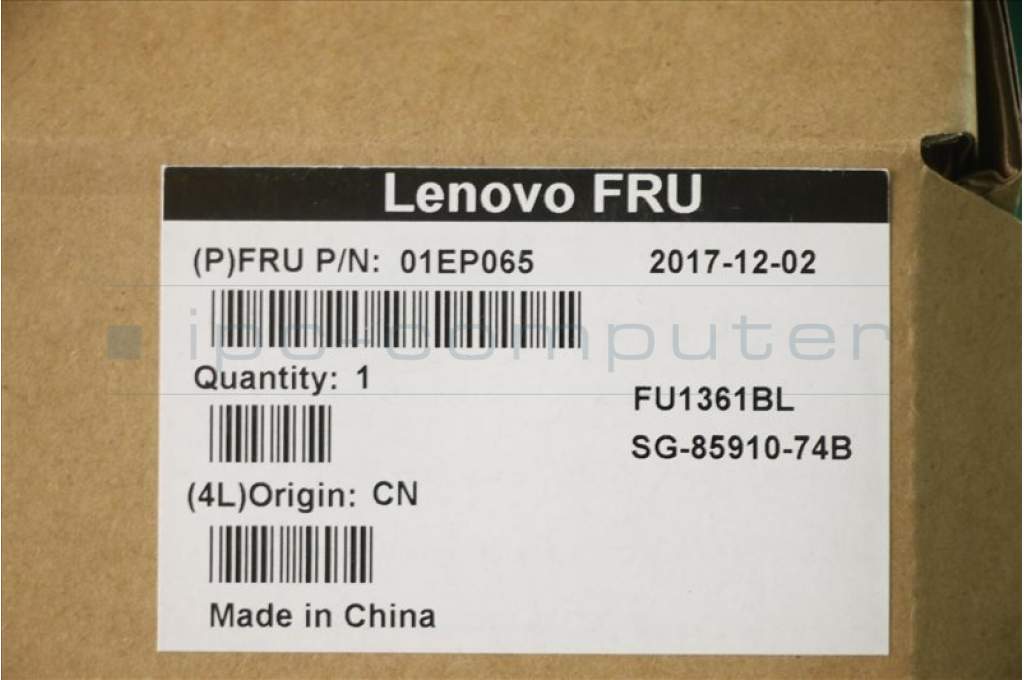 Lenovo FRU
(P)FRU P/N: 01EP065 2017-12-02
ipc-computer
Quantity: 1
FU1361BL
SG-85910-74B
(4L)Origin: CN
Made in China